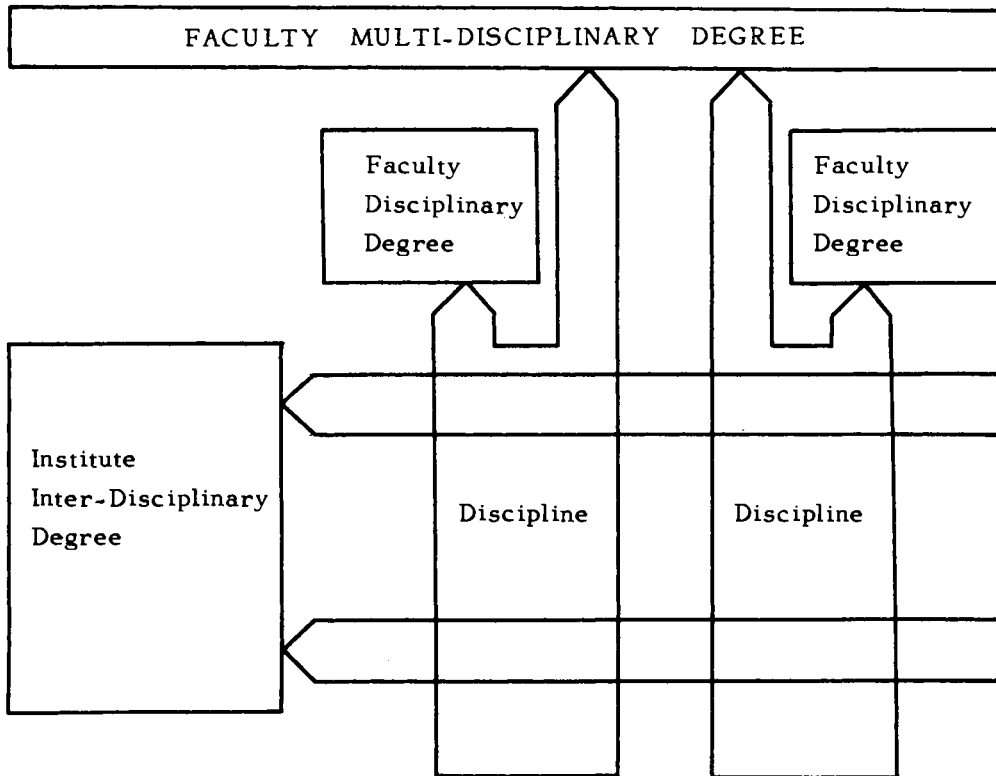 FACULTY MULTI-DISCIPLINARY DEGREE
Faculty
Disciplinary
Degree
Faculty
Disciplinary
Degree
Institute
Inter-Disciplinary
Degree
Discipline
Discipline